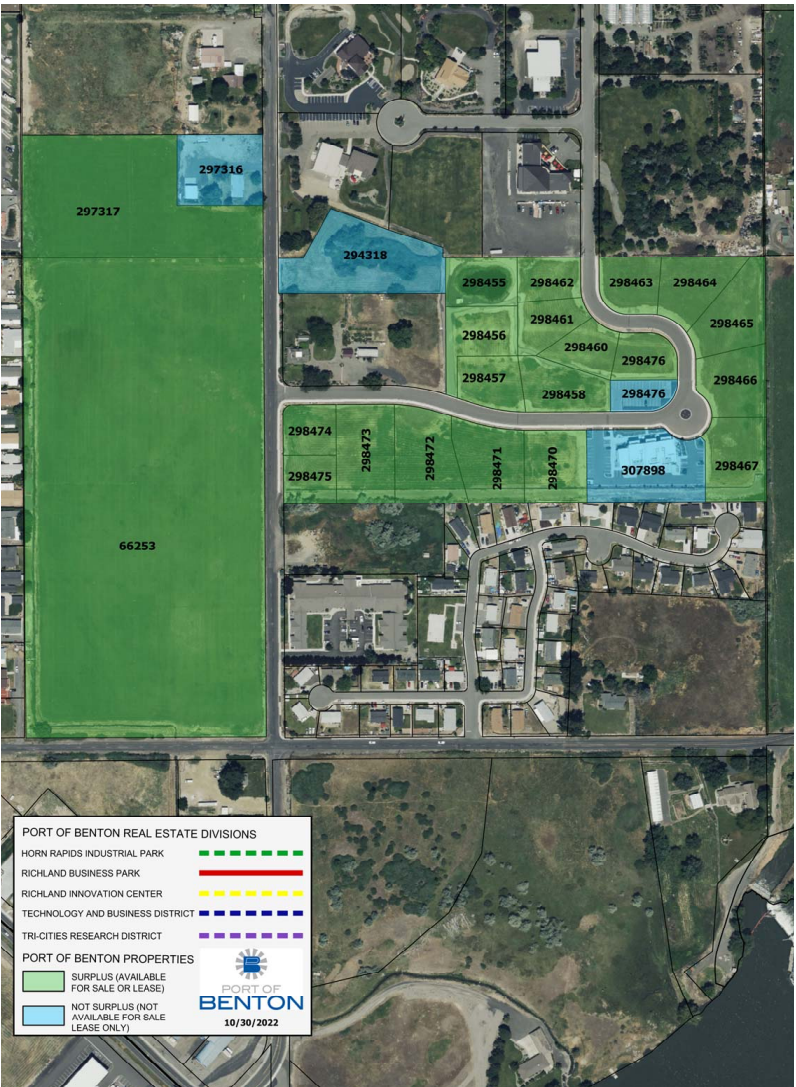 297316
297317
294318
298455
298462
298463
298464
298461
298465
298456
298460
298476
298457
298466
298458
298476
298474
298473
298472
298471
298470
298475
307898
298467
66253
PORT OF BENTON REAL ESTATE DIVISIONS
HORN RAPIDS INDUSTRIAL PARK
RICHLAND BUSINESS PARK
RICHLAND INNOVATION CENTER
TECHNOLOGY AND BUSINESS DISTRICT
TRI-CITIES RESEARCH DISTRICT
PORT OF BENTON PROPERTIES
SURPLUS (AVAILABLE
FOR SALE OR LEASE)
NOT SURPLUS (NOT
AVAILABLE FOR SALE
LEASE ONLY)
PORT OF
BENTON
10/30/2022